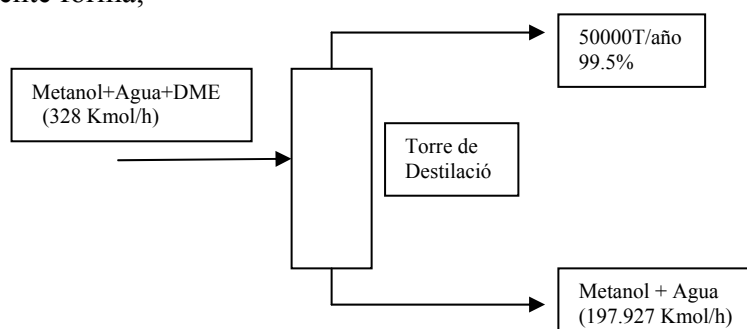 ente forma;
50000T/año
99.5%
Metanol+Agua+DME
(328 Kmol/h)
Torre de
Destilació
Metanol + Agua
(197.927 Kmol/h)